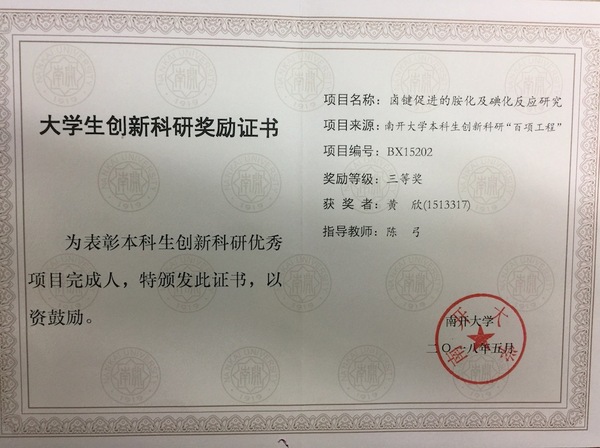 大学生创新科研奖励证书
为表彰本科生创新科研优秀
项目完成人，特颁发此证书，以
资鼓励。
项目名称：卤键促进的胺化及碘化反应研究
项目来源：南开大学本科生创新科研“百项工程”
项目编号：BX15202
奖励等级：三等奖
获 奖 者：黄 欣(1513317)
指导教师：陈 弓
南开大学
二〇一八年五月